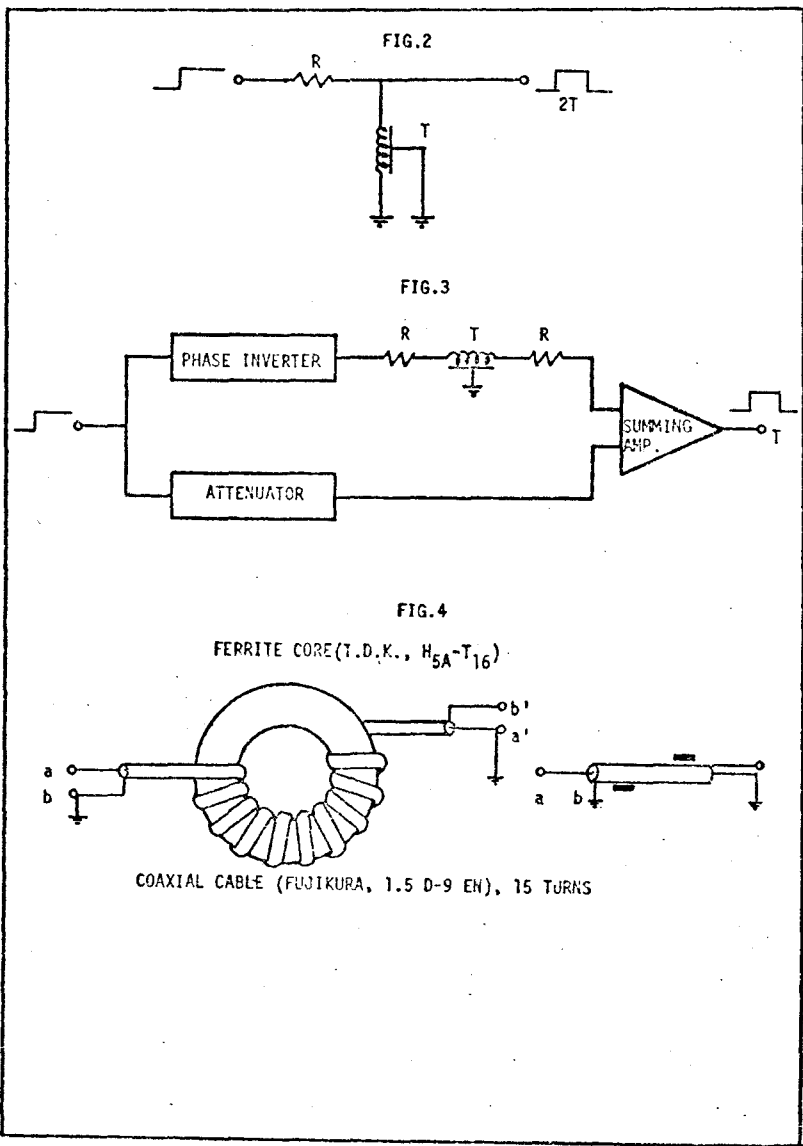 FIG.2
R
T
2T
FIG.3
R T R
PHASE INVERTER
SUMMING
AMP.
T
ATTENUATOR
FIG.4
FERRITE CORE(T.D.K., H5A-T16)
b'
a'
a
b
a b
COAXIAL CABLE (FUJIKURA, 1.5 D-9 EN), 15 TURNS